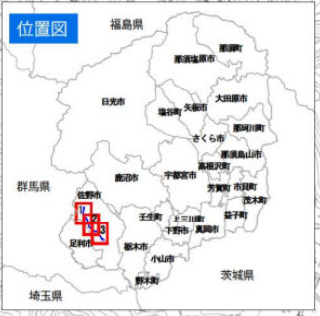 位置図
福島県
那須町
那須塩原市
日光市
大田原市
矢板市
塩谷町
那珂川町
さくら市
那須烏山市
高根沢町
鹿沼市
宇都宮市
群馬県
芳賀町
市貝町
佐野市
茂木町
壬生町
上三川町
益子町
2
3
下野市
真岡市
足利市
栃木市
小山市
茨城県
野木町
埼玉県